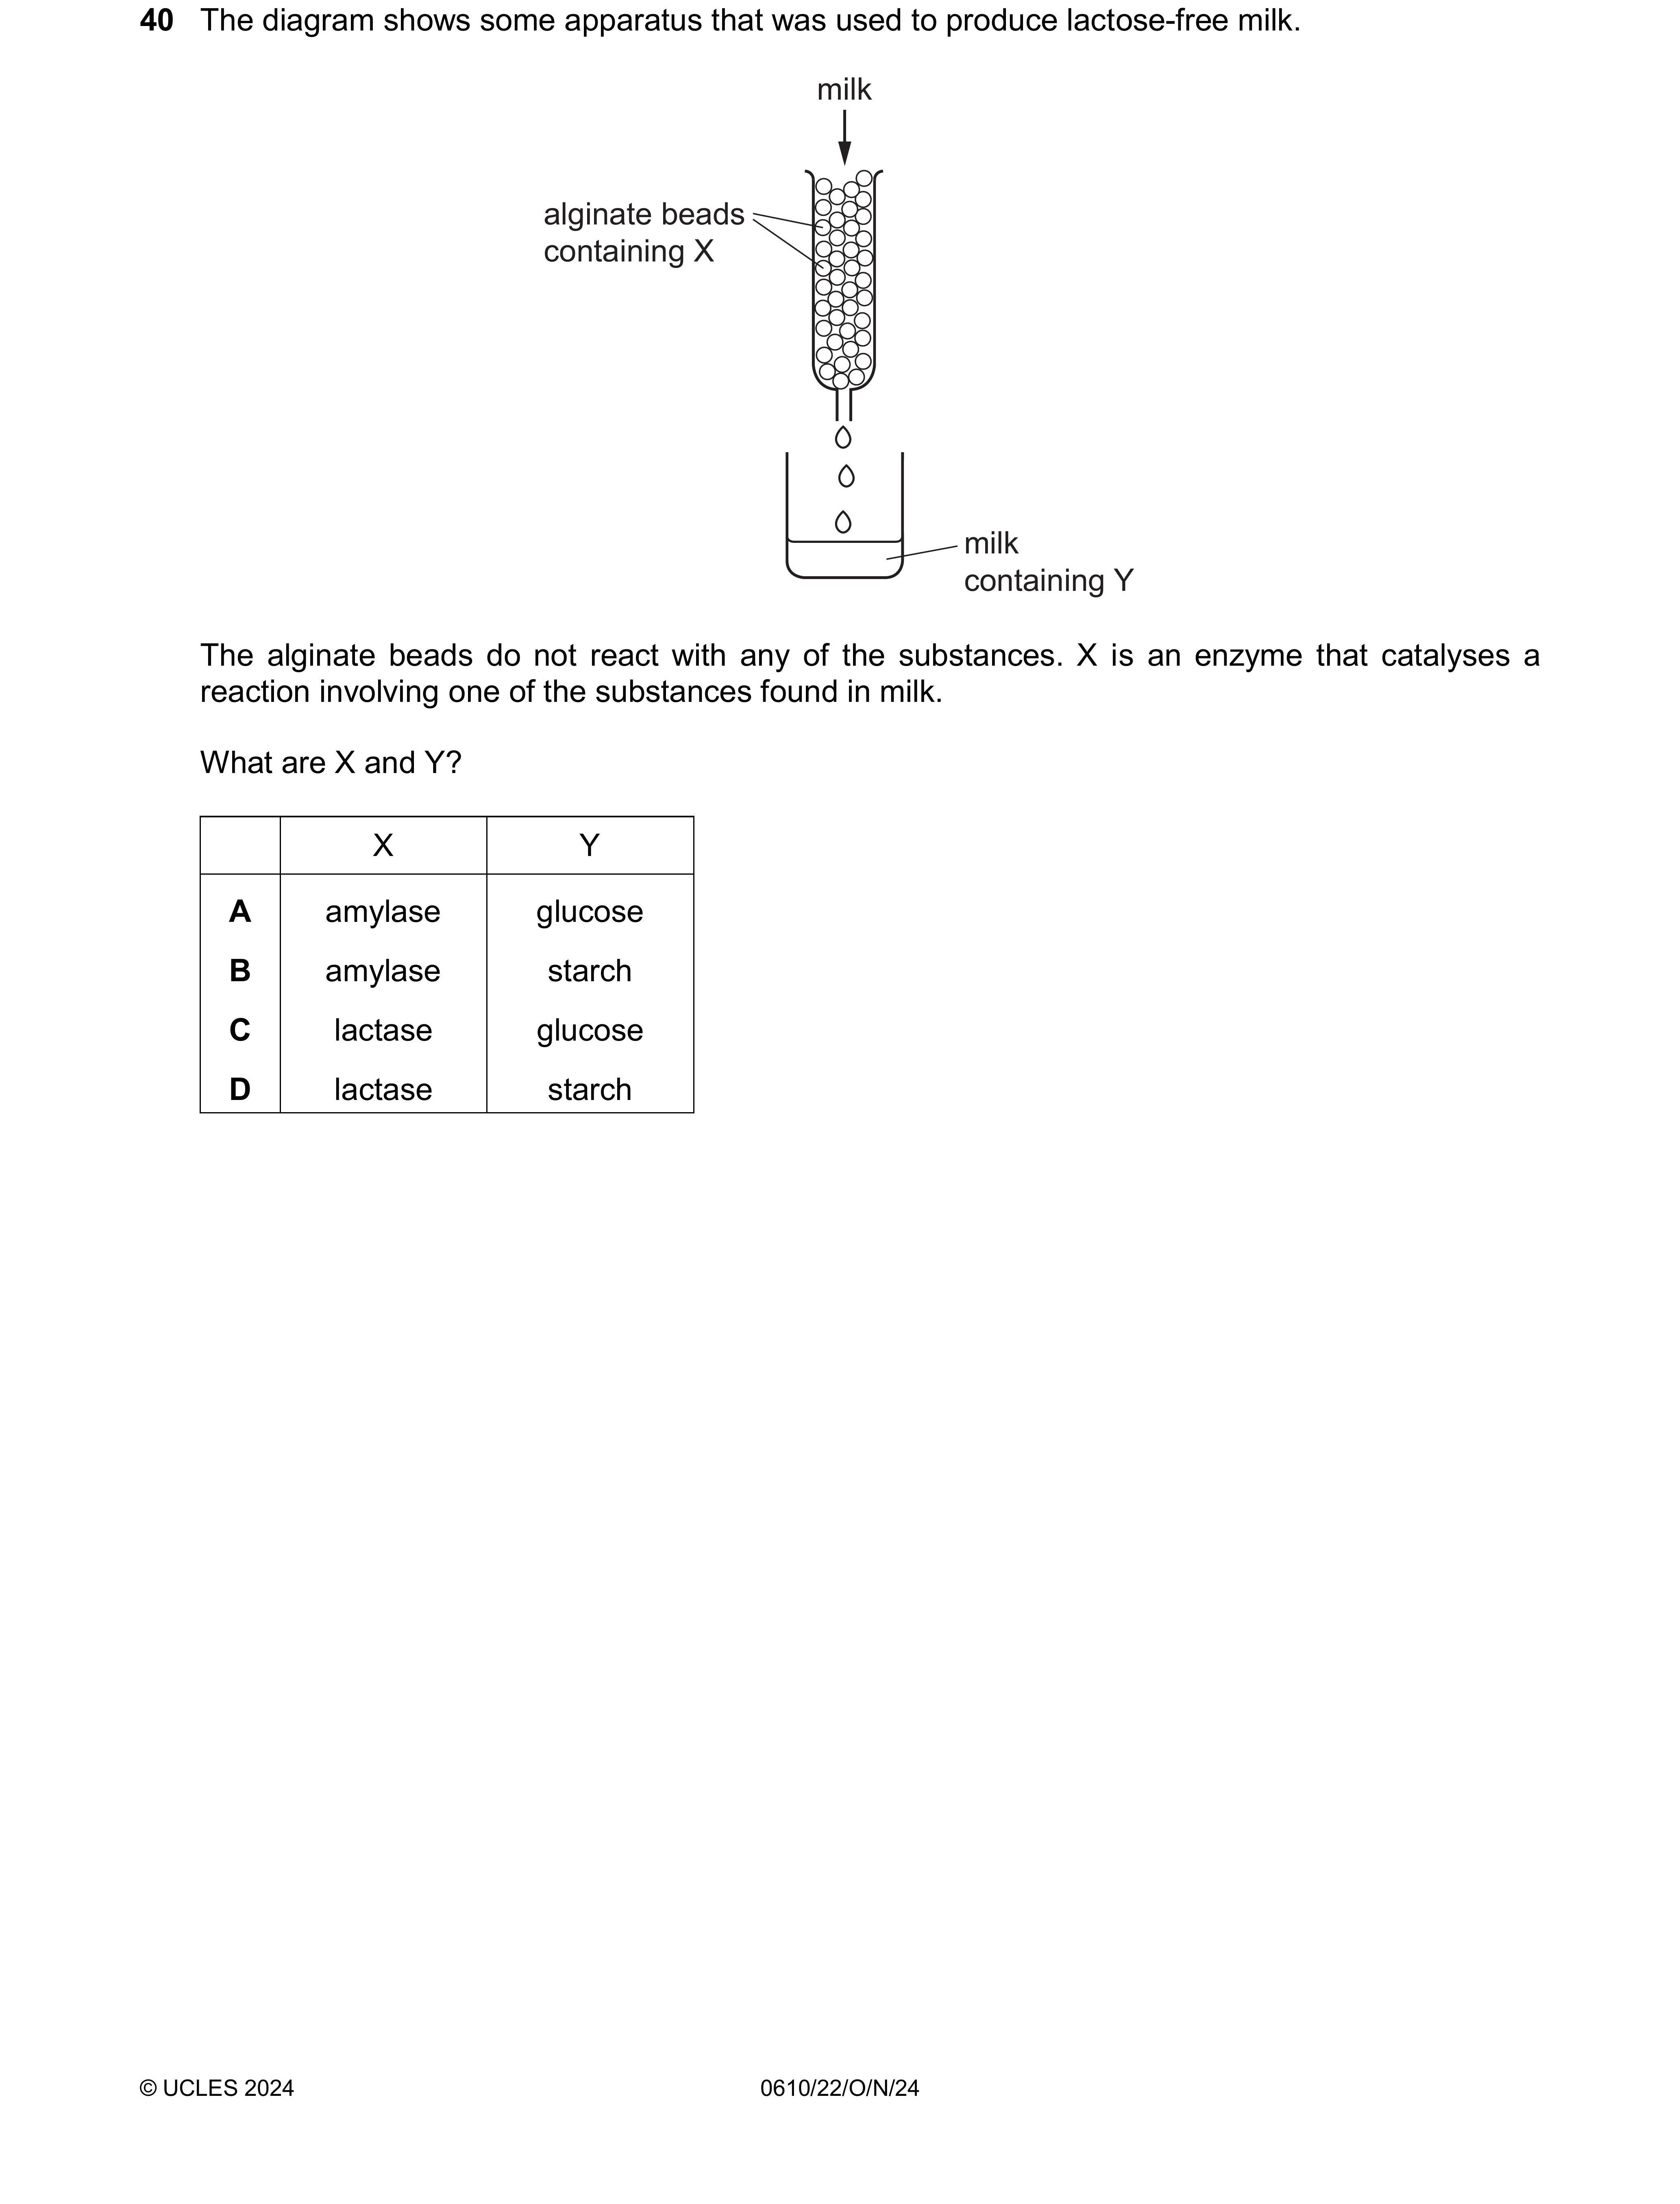 40 The diagram shows some apparatus that was used to produce lactose-free milk.
milk
alginate beads
containing X
milk
containing Y
The alginate beads do not react with any of the substances. X is an enzyme that catalyses a
reaction involving one of the substances found in milk.
What are X and Y?
X Y
A amylase glucose
B amylase starch
C lactase glucose
D lactase starch
© UCLES 2024 0610/22/O/N/24